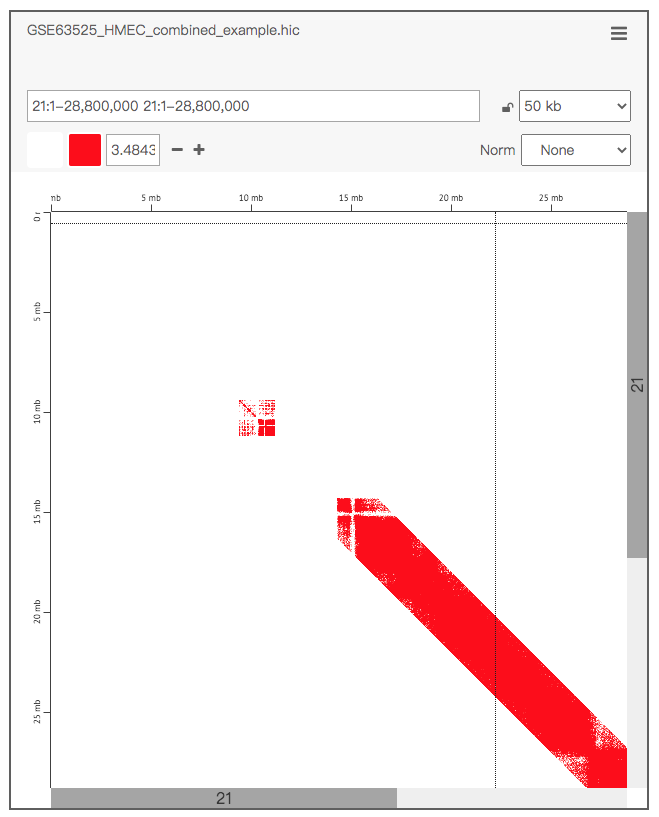 GSE63525_HMEC_combined_example.hic
21:1-28,800,000 21:1-28,800,000
50 kb
3.4843
Norm
None
mb
5 mb
10 mb
15 mb
20 mb
25 mb
0
5 mb
10 mb
15 mb
20 mb
25 mb
21
21